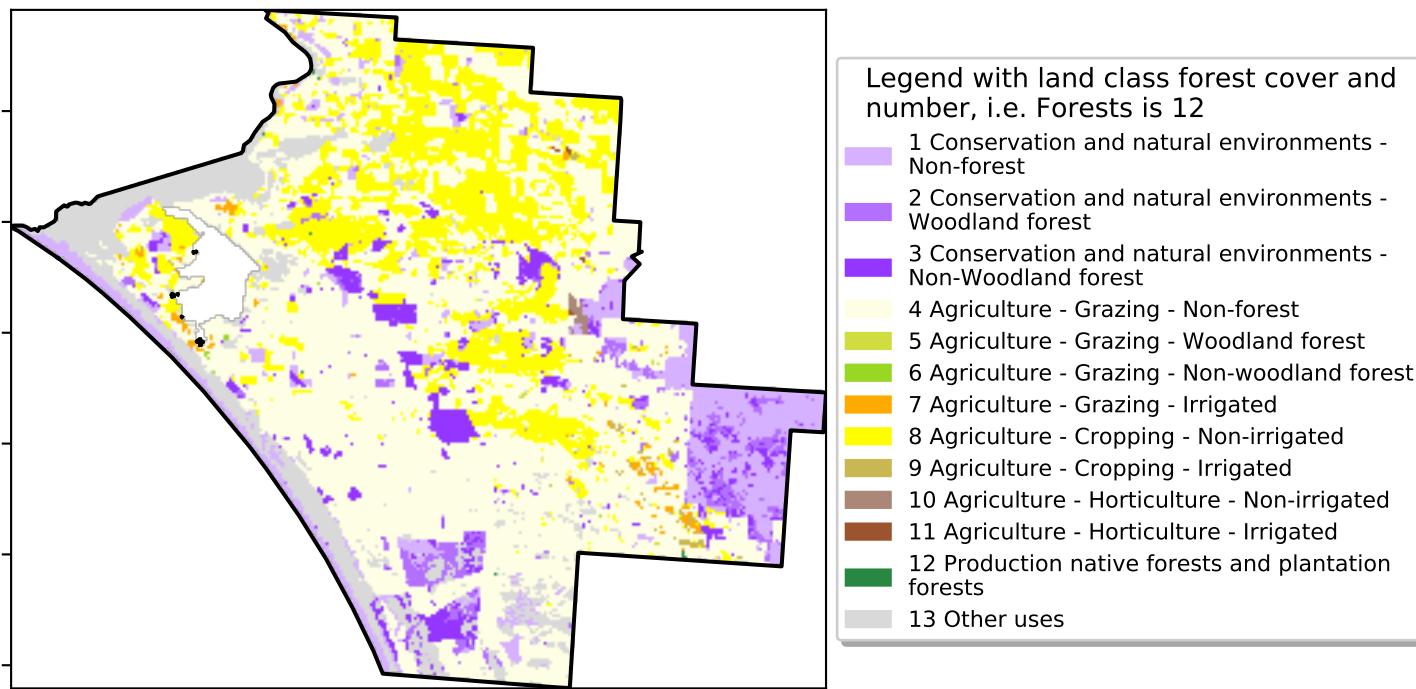 Legend with land class forest cover and
number, i.e. Forests is 12
1 Conservation and natural environments -
Non-forest
2 Conservation and natural environments -
Woodland forest
3 Conservation and natural environments -
Non-Woodland forest
4 Agriculture - Grazing - Non-forest
5 Agriculture - Grazing - Woodland forest
6 Agriculture - Grazing - Non-woodland forest
7 Agriculture - Grazing - Irrigated
8 Agriculture - Cropping - Non-irrigated
9 Agriculture - Cropping - Irrigated
10 Agriculture - Horticulture - Non-irrigated
11 Agriculture - Horticulture - Irrigated
12 Production native forests and plantation
forests
13 Other uses